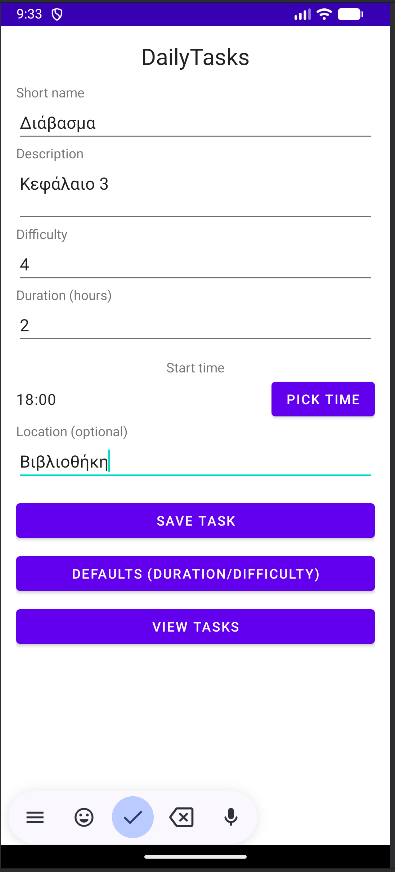 9:33
DailyTasks
Short name
Διάβασμα
Description
Κεφάλαιο 3
Difficulty
4
Duration (hours)
2
Start time
18:00 PICK TIME
Location (optional)
Βιβλιοθήκη
SAVE TASK
DEFAULTS (DURATION/DIFFICULTY)
VIEW TASKS